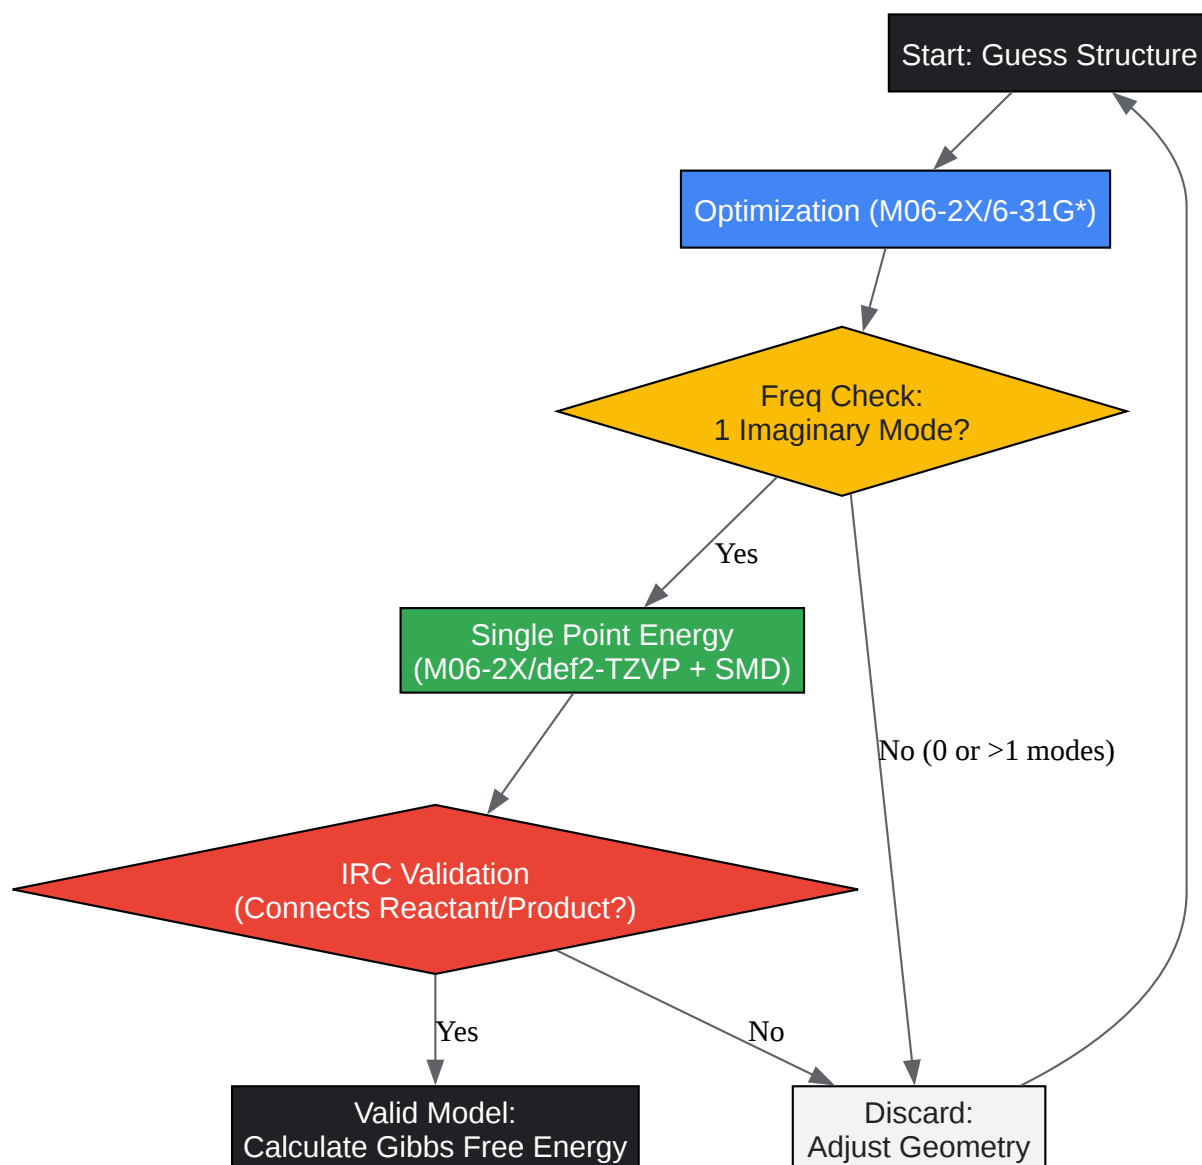 Start: Guess Structure
Optimization (M06-2X/6-31G*)
Freq Check:
1 Imaginary Mode?
Yes
Single Point Energy
(M06-2X/def2-TZVP + SMD)
No (0 or >1 modes)
IRC Validation
(Connects Reactant/Product?)
Yes
No
Valid Model:
Calculate Gibbs Free Energy
Discard:
Adjust Geometry